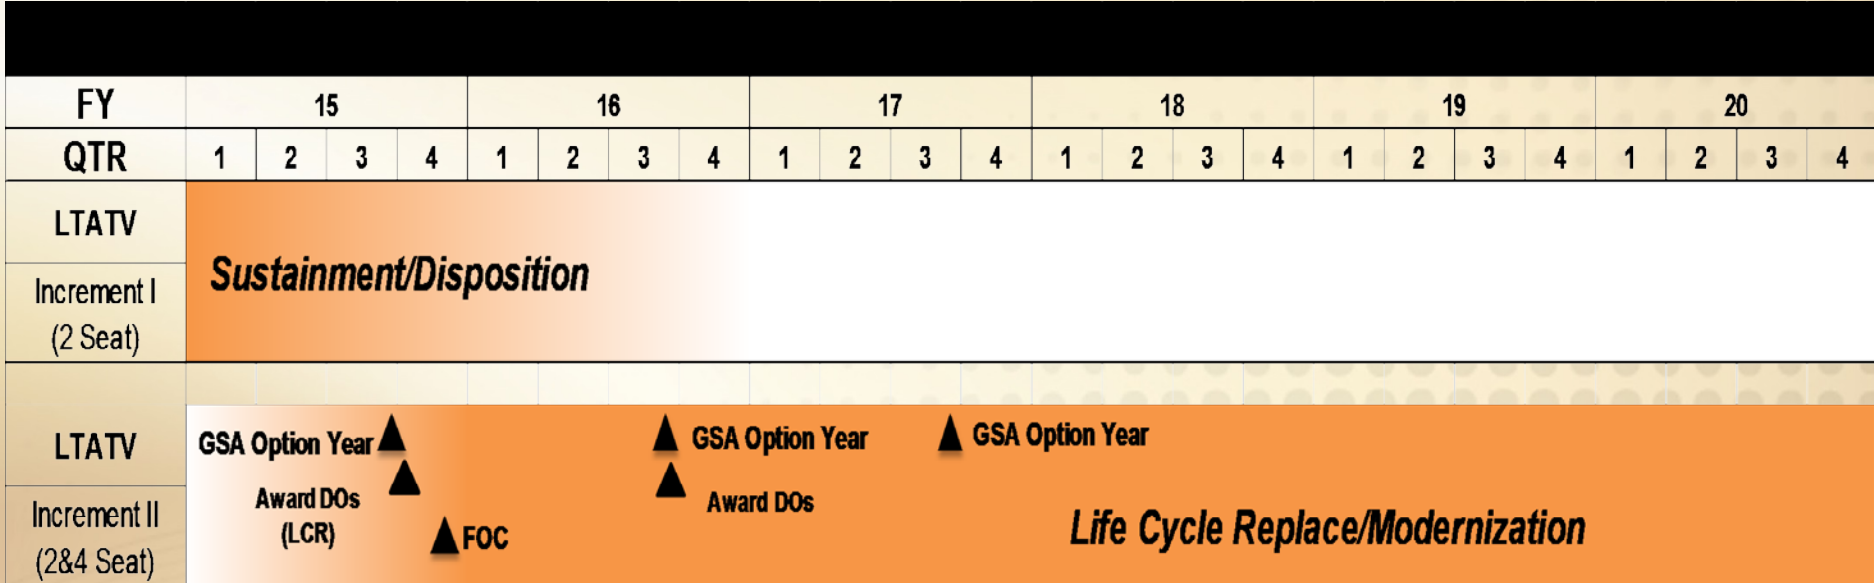 FY 15 16 17 18 19 20
QTR 1 2 3 4 1 2 3 4 1 2 3 4 1 2 3 4 1 2 3 4 1 2 3 4
LTATV
Increment I
(2 Seat)
Sustainment/Disposition
LTATV
Increment II
(2&4 Seat)
GSA Option Year
GSA Option Year
GSA Option Year
Award DOs
(LCR)
Award DOs
FOC
Life Cycle Replace/Modernization